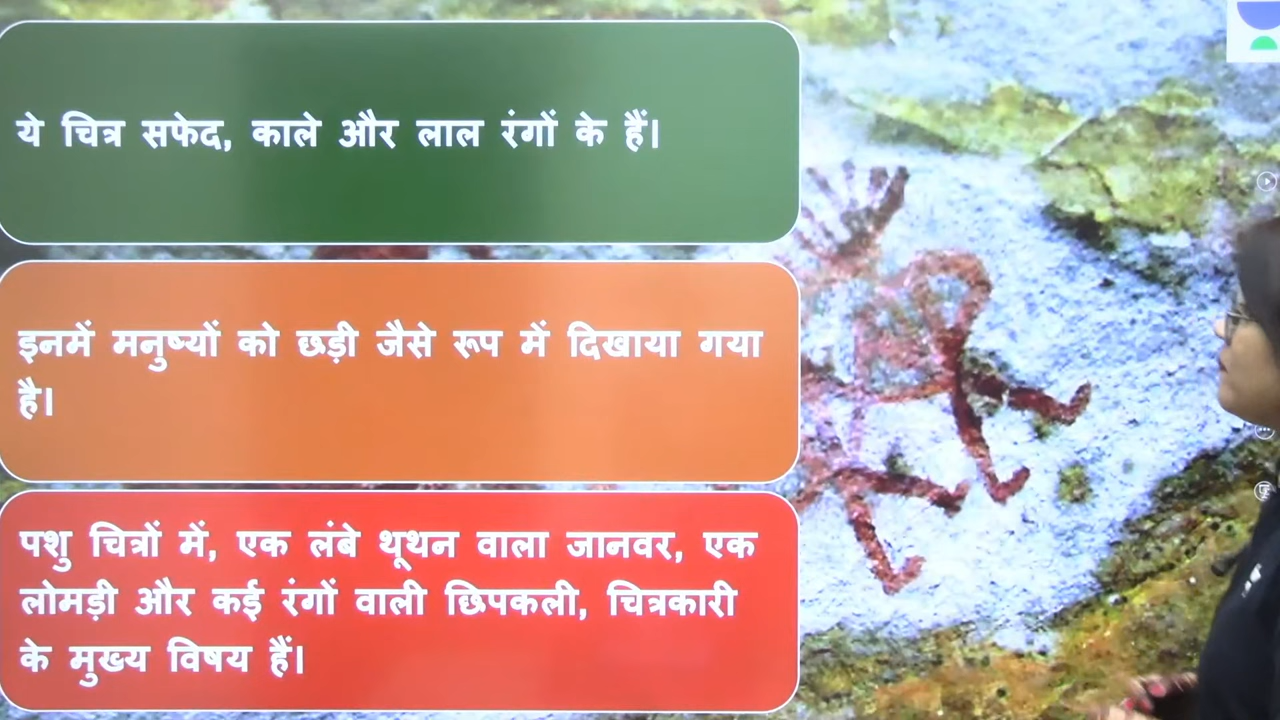 ये चित्र सफेद, काले और लाल रंगों के हैं।
इनमें मनुष्यों को छड़ी जैसे रूप में दिखाया गया
है।
पशु चित्रों में, एक लंबे थूथन वाला जानवर, एक
लोमड़ी और कई रंगों वाली छिपकली, चित्रकारी
के मुख्य विषय हैं।